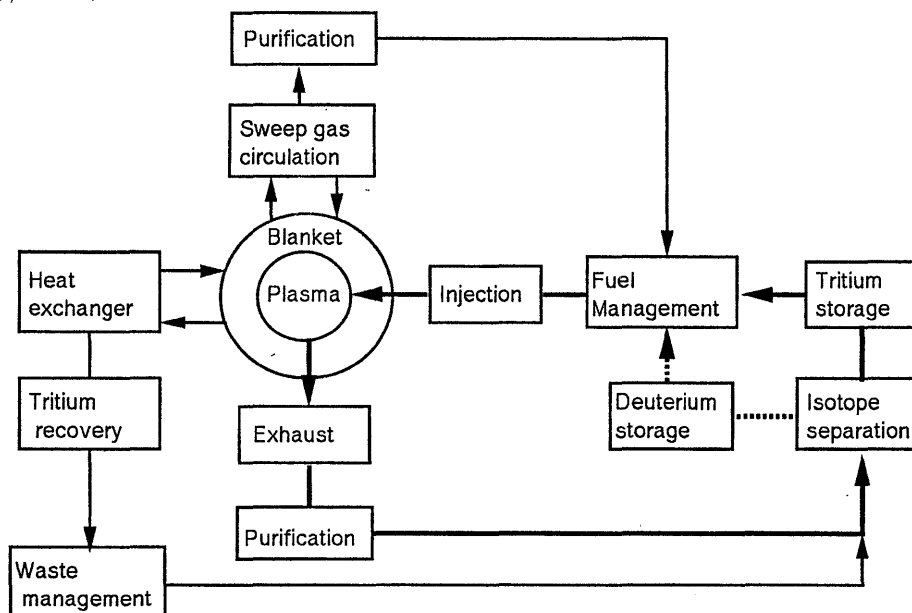 Purification
Sweep gas
circulation
Blanket
Plasma
Heat
exchanger
Injection
Fuel
Management
Tritium
storage
Tritium
recovery
Exhaust
Deuterium
storage
Isotope
separation
Purification
Waste
management